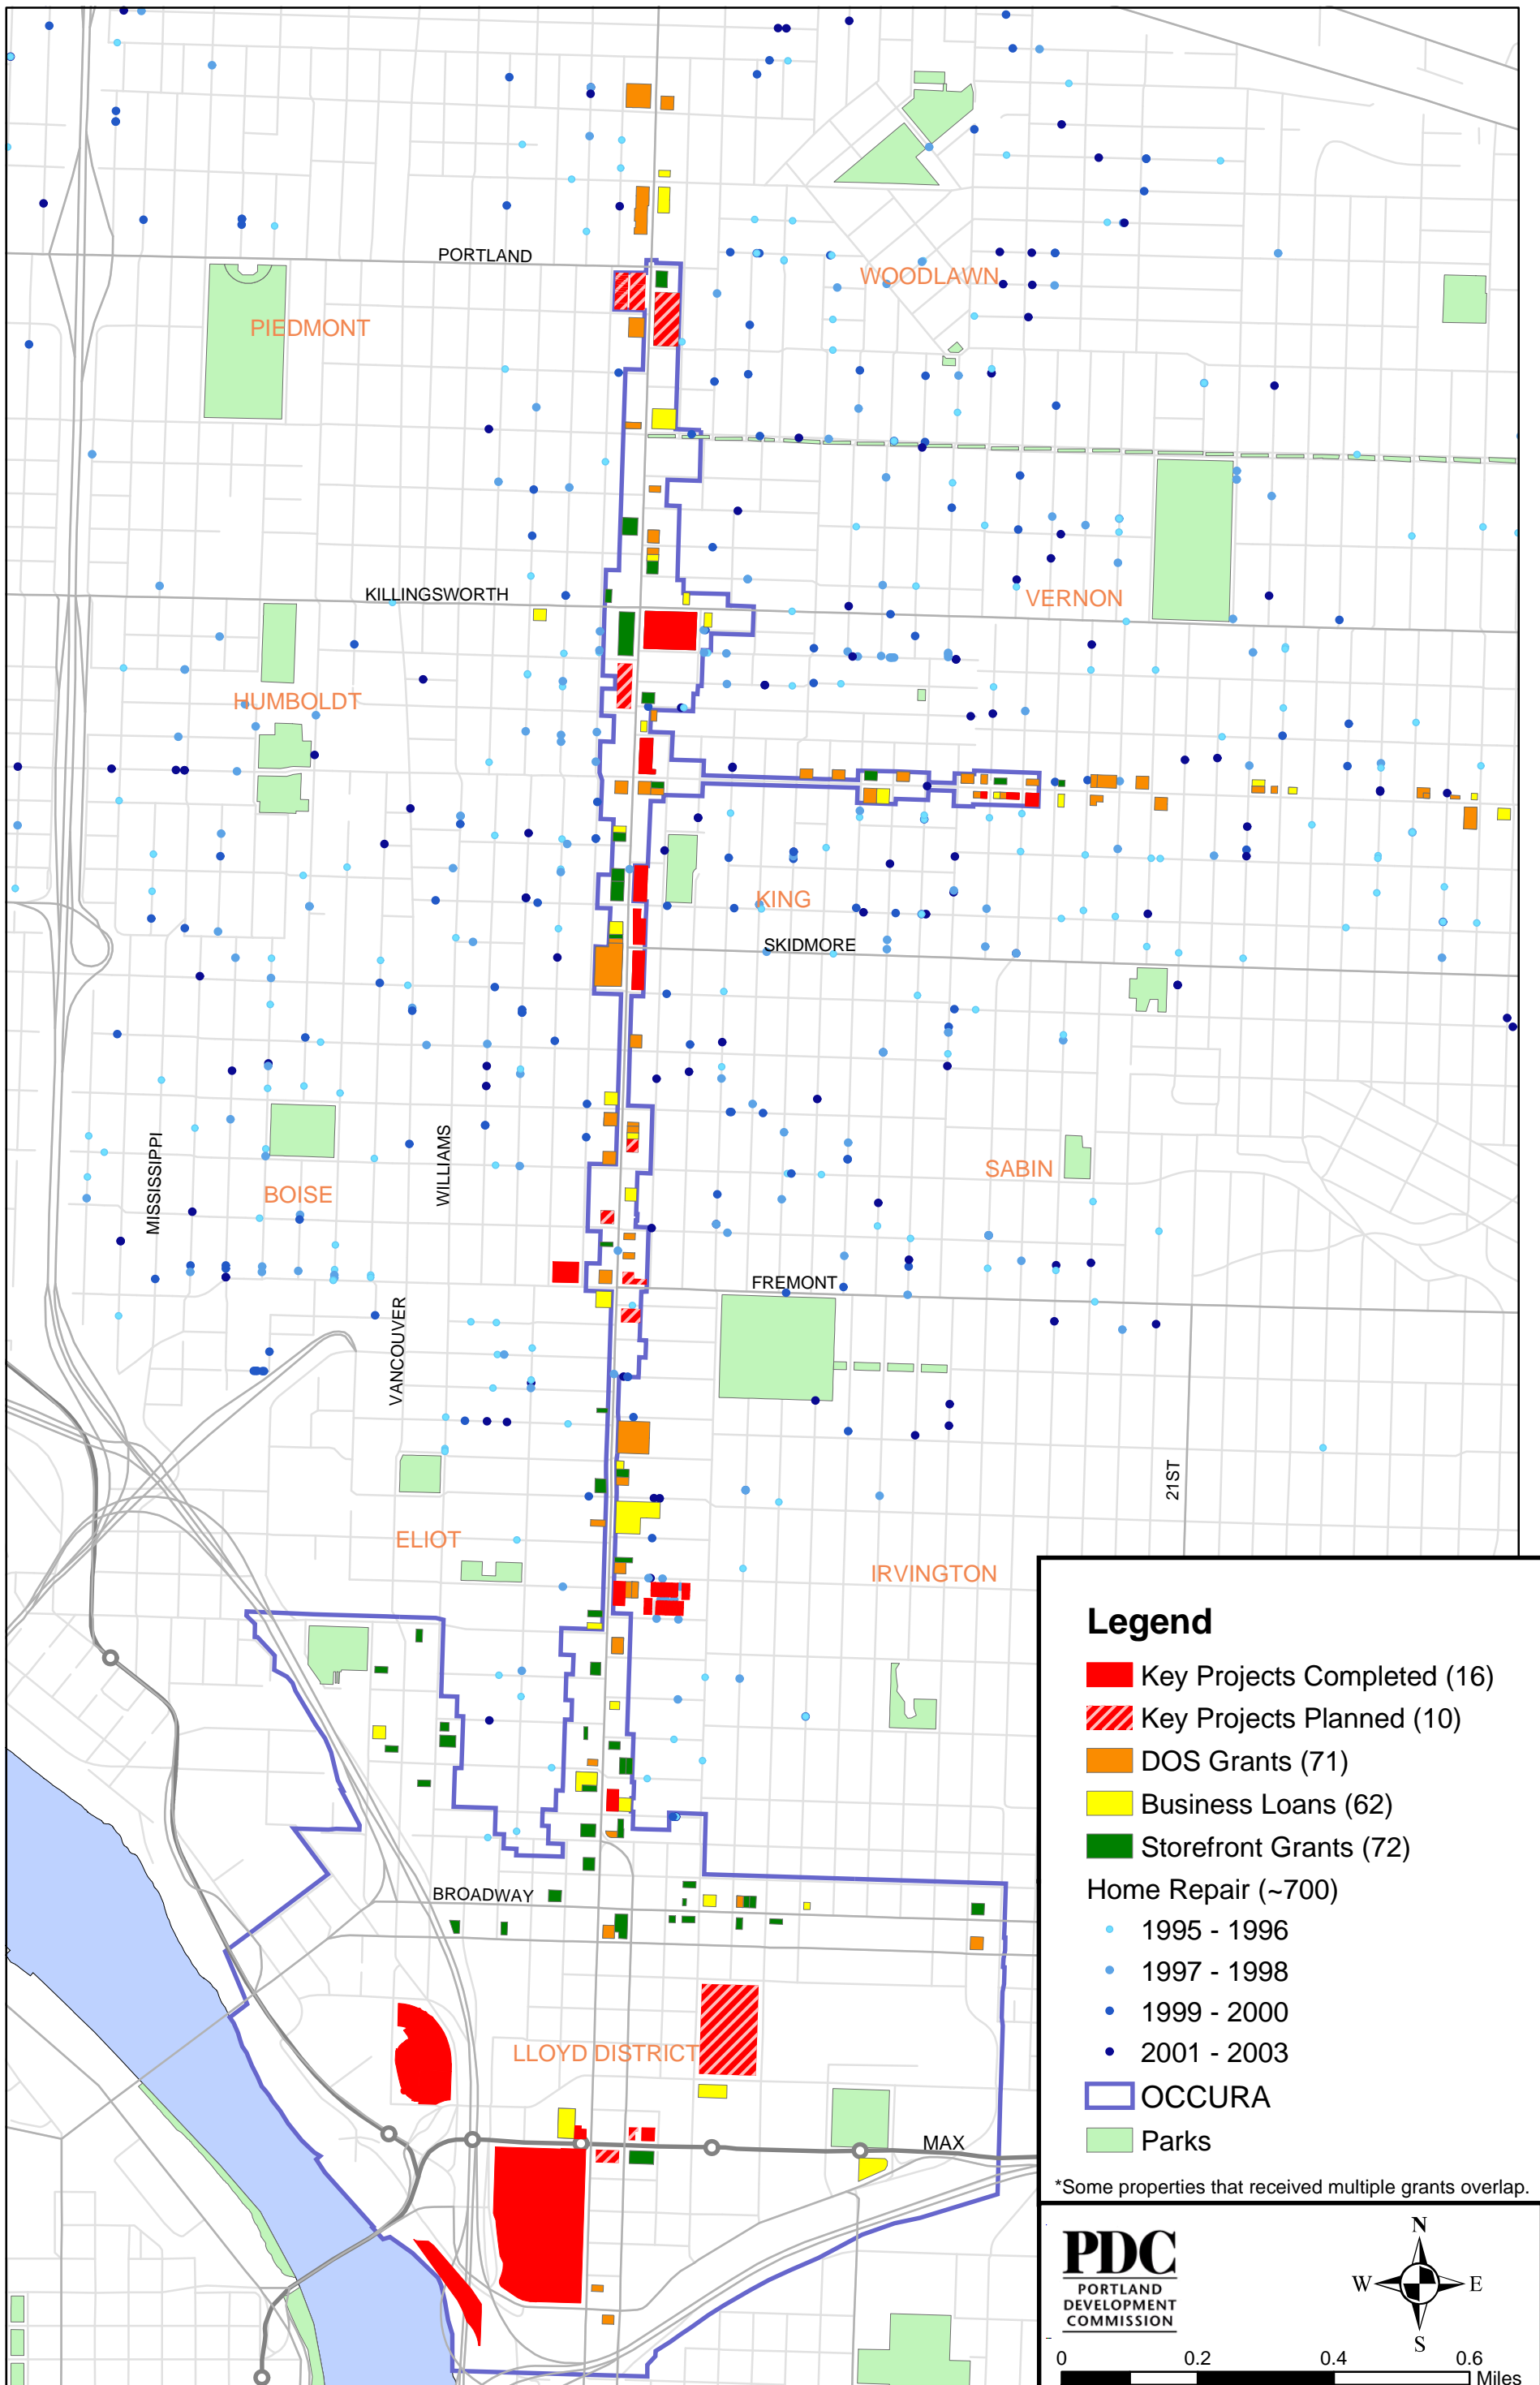 PORTLAND
WOODLAWN
PIEDMONT
KILLINGSWORTH
VERNON
HUMBOLDT
KING
SKIDMORE
MISSISSIPPI
WILLIAMS
SABIN
BOISE
FREMONT
VANCOUVER
21ST
ELIOT
IRVINGTON
BROADWAY
LLOYD DISTRICT
MAX
Legend
Key Projects Completed (16)
Key Projects Planned (10)
DOS Grants (71)
Business Loans (62)
Storefront Grants (72)
Home Repair (~700)
1995 - 1996
1997 - 1998
1999 - 2000
2001 - 2003
OCCURA
Parks
*Some properties that received multiple grants overlap.
PDC
PORTLAND
DEVELOPMENT
COMMISSION
N
W E
S
0 0.2 0.4 0.6
Miles